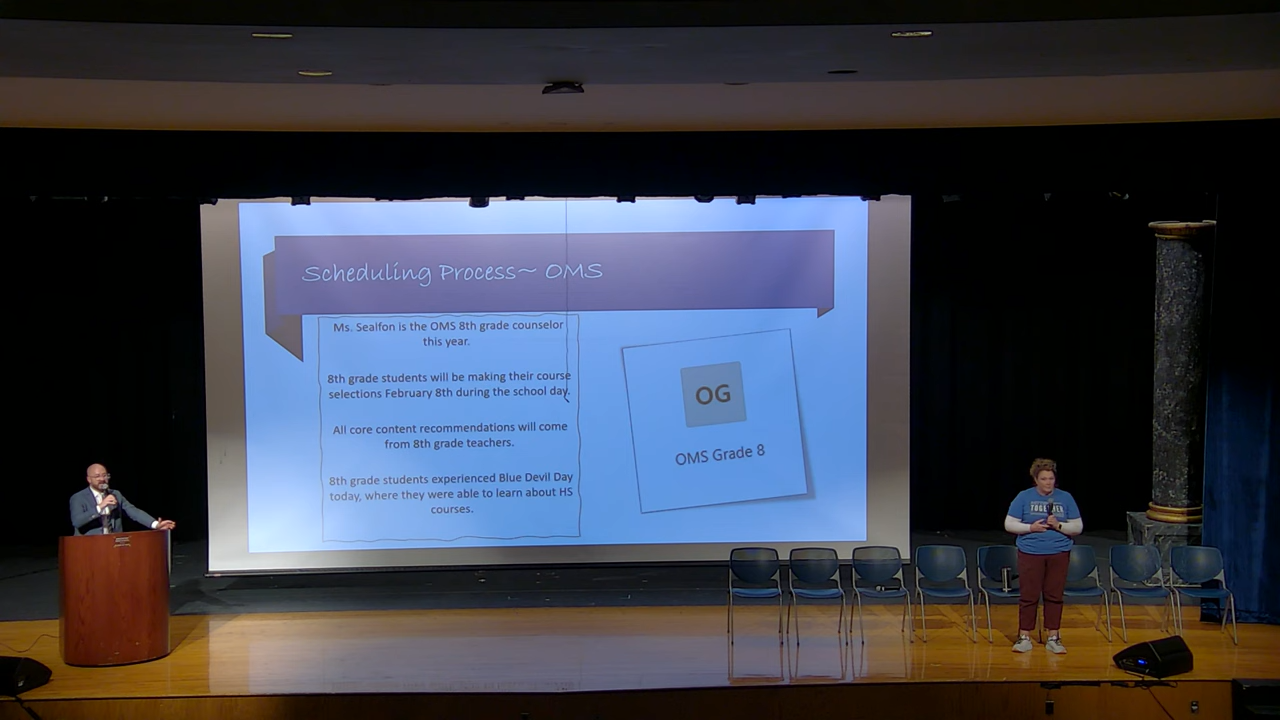 Scheduling Process~ OMS
Ms. Sealfon is the OMS 8th grade counselor
this year.
8th grade students will be making their course
selections February 8th during the school day.
All core content recommendations will come
from 8th grade teachers.
8th grade students experienced Blue Devil Day
today, where they were able to learn about HS
courses.
OG
OMS Grade 8
TOGETHER